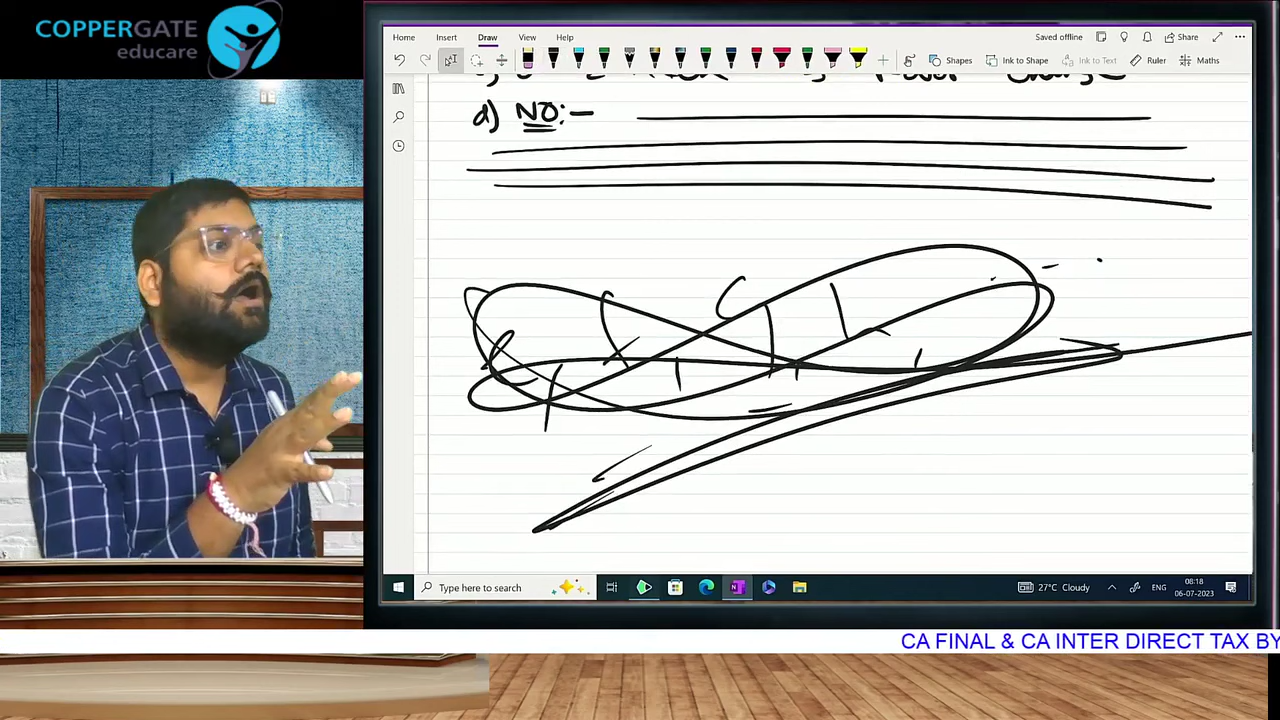 COPPERGATE
educare
Home Insert Draw View Help
Saved offline
Share
Shapes
Ink to Shape
Ink to Text
Ruler
Maths
d) NO:-
Type here to search
27°C Cloudy
ENG
08:18
06-07-2023
CA FINAL & CA INTER DIRECT TAX BY